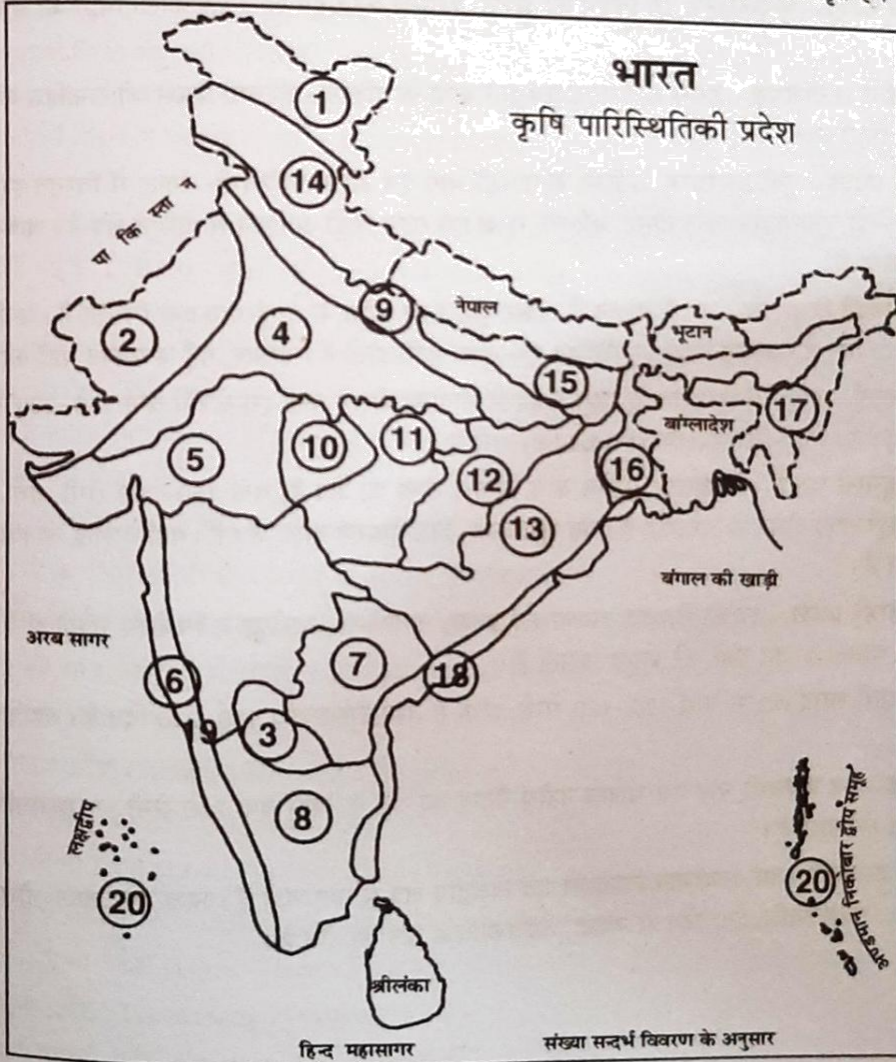 भारत
कृषि पारिस्थितिकी प्रदेश
1
14
पा कि स्ता न
9
नेपाल
भूटान
2
4
15
17
बांग्लादेश
5
10
11
12
16
13
बंगाल की खाड़ी
अरब सागर
6
7
18
19
3
8
लक्षद्वीप
20
अण्डमान निकोबार द्वीप समूह
20
श्रीलंका
हिन्द महासागर
संख्या सन्दर्भ विवरण के अनुसार